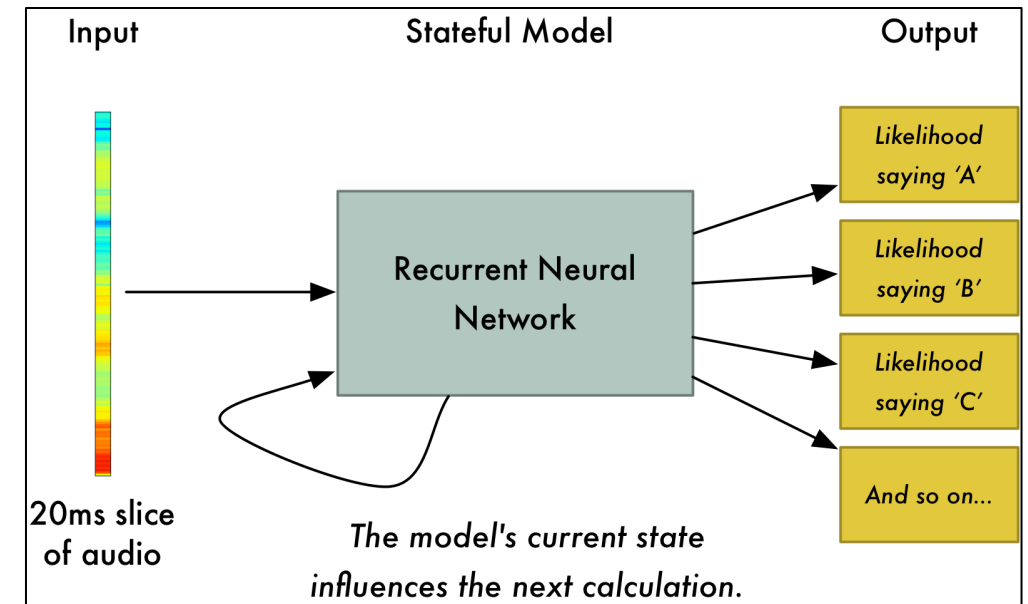 Input
Stateful Model
Output
20ms slice
of audio
Recurrent Neural
Network
The model's current state
influences the next calculation.
Likelihood
saying ‘A’
Likelihood
saying ‘B’
Likelihood
saying ‘C’
And so on...